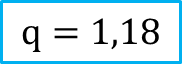 q = 1,18